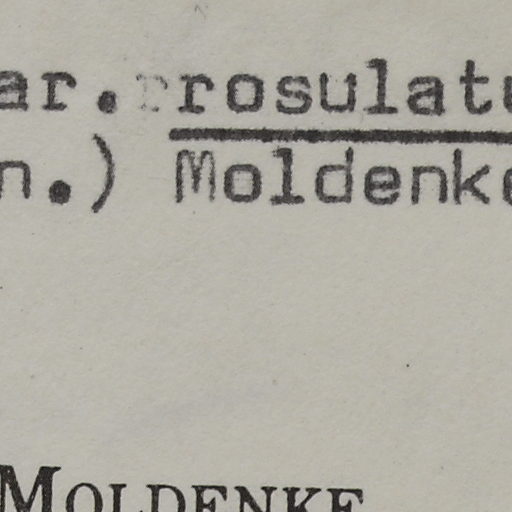 ar. rosulatu
n.) Moldenke
MOLDENKE